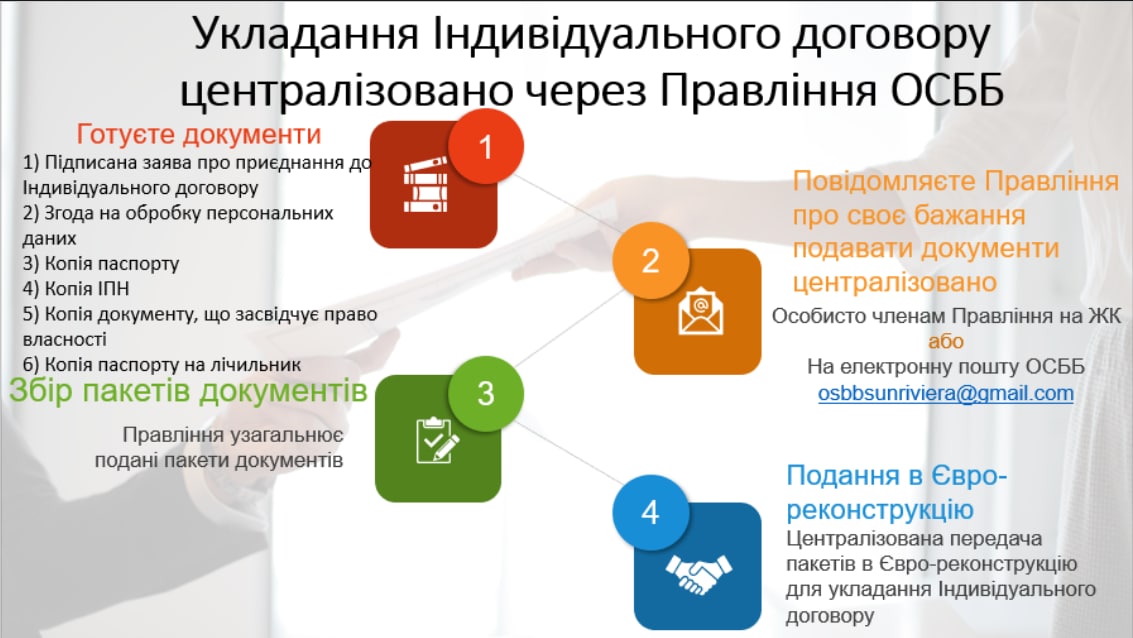 Укладання Індивідуального договору
централізовано через Правління ОСББ
Готуєте документи
1
1) Підписана заява про приєднання до
Індивідуального договору
2) Згода на обробку персональних
даних
3) Копія паспорту
4) Копія ІПН
5) Копія документу, що засвідчує право
власності
6) Копія паспорту на лічильник
2
Повідомляєте Правління
про своє бажання
подавати документи
централізовано
Особисто членам Правління на ЖК
або
На електронну пошту ОСББ
osbbsunriviera@gmail.com
Збір пакетів документів
3
Правління узагальнює
подані пакети документів
4
Подання в Євро-
реконструкцію
Централізована передача
пакетів в Євро-реконструкцію
для укладання Індивідуального
договору